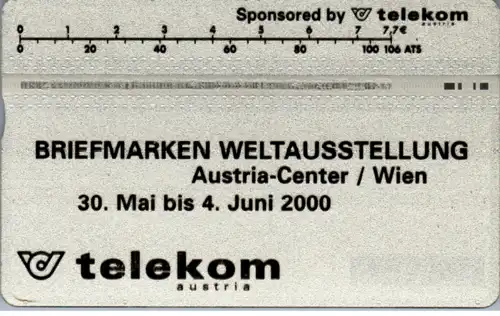 Sponsored by telekom
austria
0 1 2 3 4 5 6 7 7,7€
0 20 40 60 80 100 106 ATS
BRIEFMARKEN WELTAUSSTELLUNG
Austria-Center / Wien
30. Mai bis 4. Juni 2000
telekom
austria